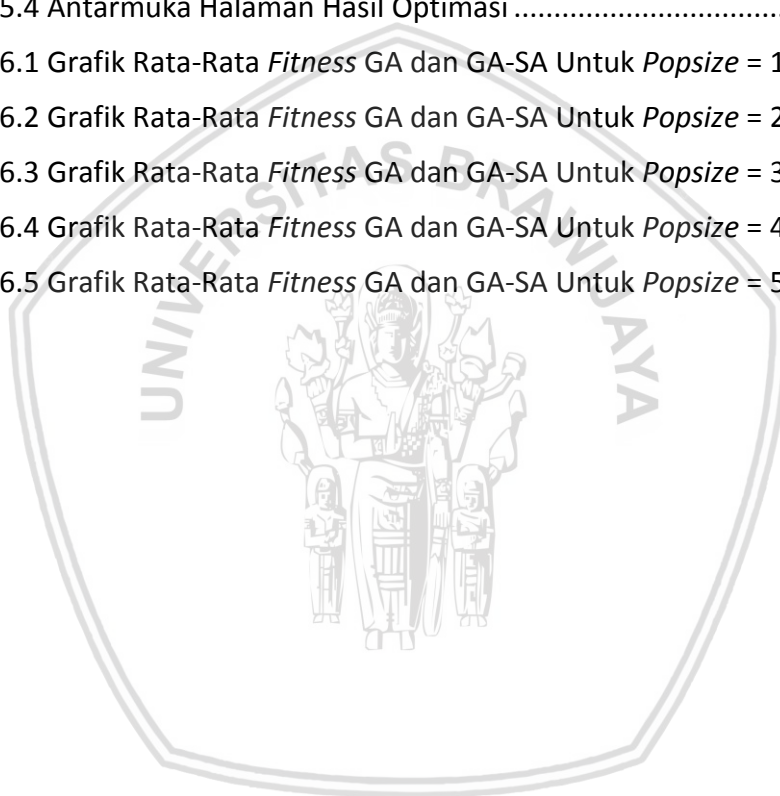 5.4 Antarmuka Halaman Hasil Optimasi ..................................
6.1 Grafik Rata-Rata Fitness GA dan GA-SA Untuk Popsize = 1
6.2 Grafik Rata-Rata Fitness GA dan GA-SA Untuk Popsize = 2
6.3 Grafik Rata-Rata Fitness GA dan GA-SA Untuk Popsize = 3
6.4 Grafik Rata-Rata Fitness GA dan GA-SA Untuk Popsize = 4
6.5 Grafik Rata-Rata Fitness GA dan GA-SA Untuk Popsize = 5
UNIVERSITAS BRAWIJAYA